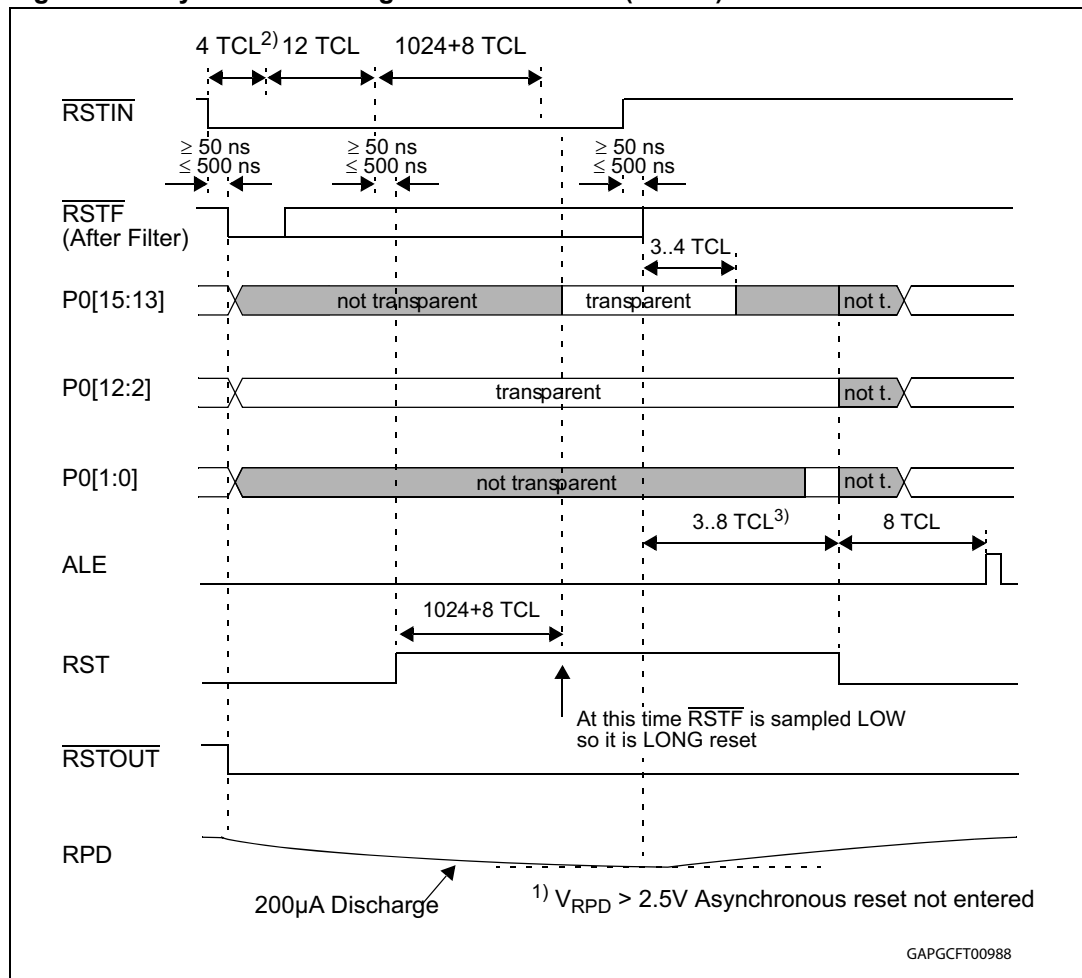 4 TCL2) 12 TCL 1024+8 TCL
RSTIN
≥ 50 ns ≥ 50 ns ≥ 50 ns
≤ 500 ns ≤ 500 ns ≤ 500 ns
RSTF
(After Filter)
3..4 TCL
P0[15:13] not transparent transparent not t.
P0[12:2] transparent not t.
P0[1:0] not transparent not t.
3..8 TCL3) 8 TCL
ALE
1024+8 TCL
RST
At this time RSTF is sampled LOW
so it is LONG reset
RSTOUT
RPD
200µA Discharge
1) VRPD > 2.5V Asynchronous reset not entered
GAPGCFT00988